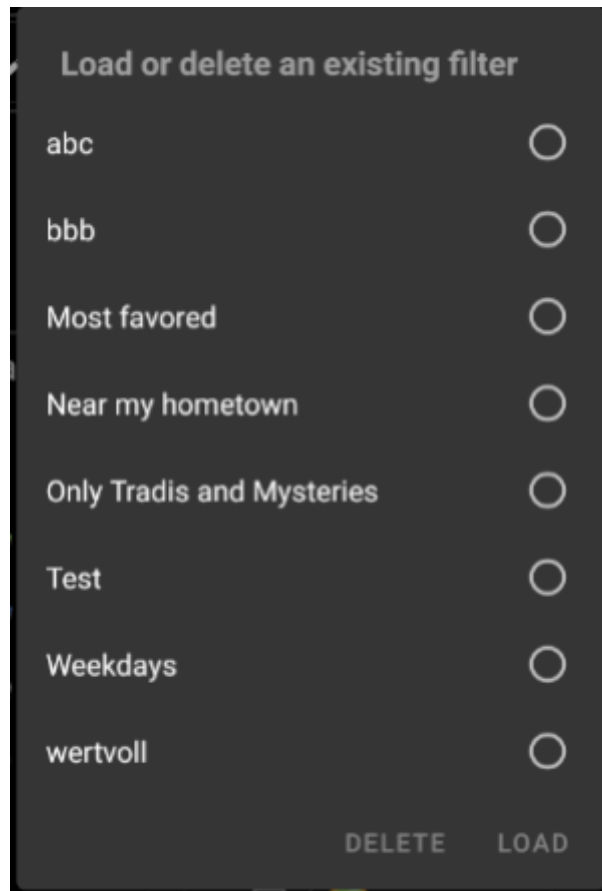 Load or delete an existing filter
abc
bbb
Most favored
Near my hometown
Only Tradis and Mysteries
Test
Weekdays
wertvoll
DELETE LOAD